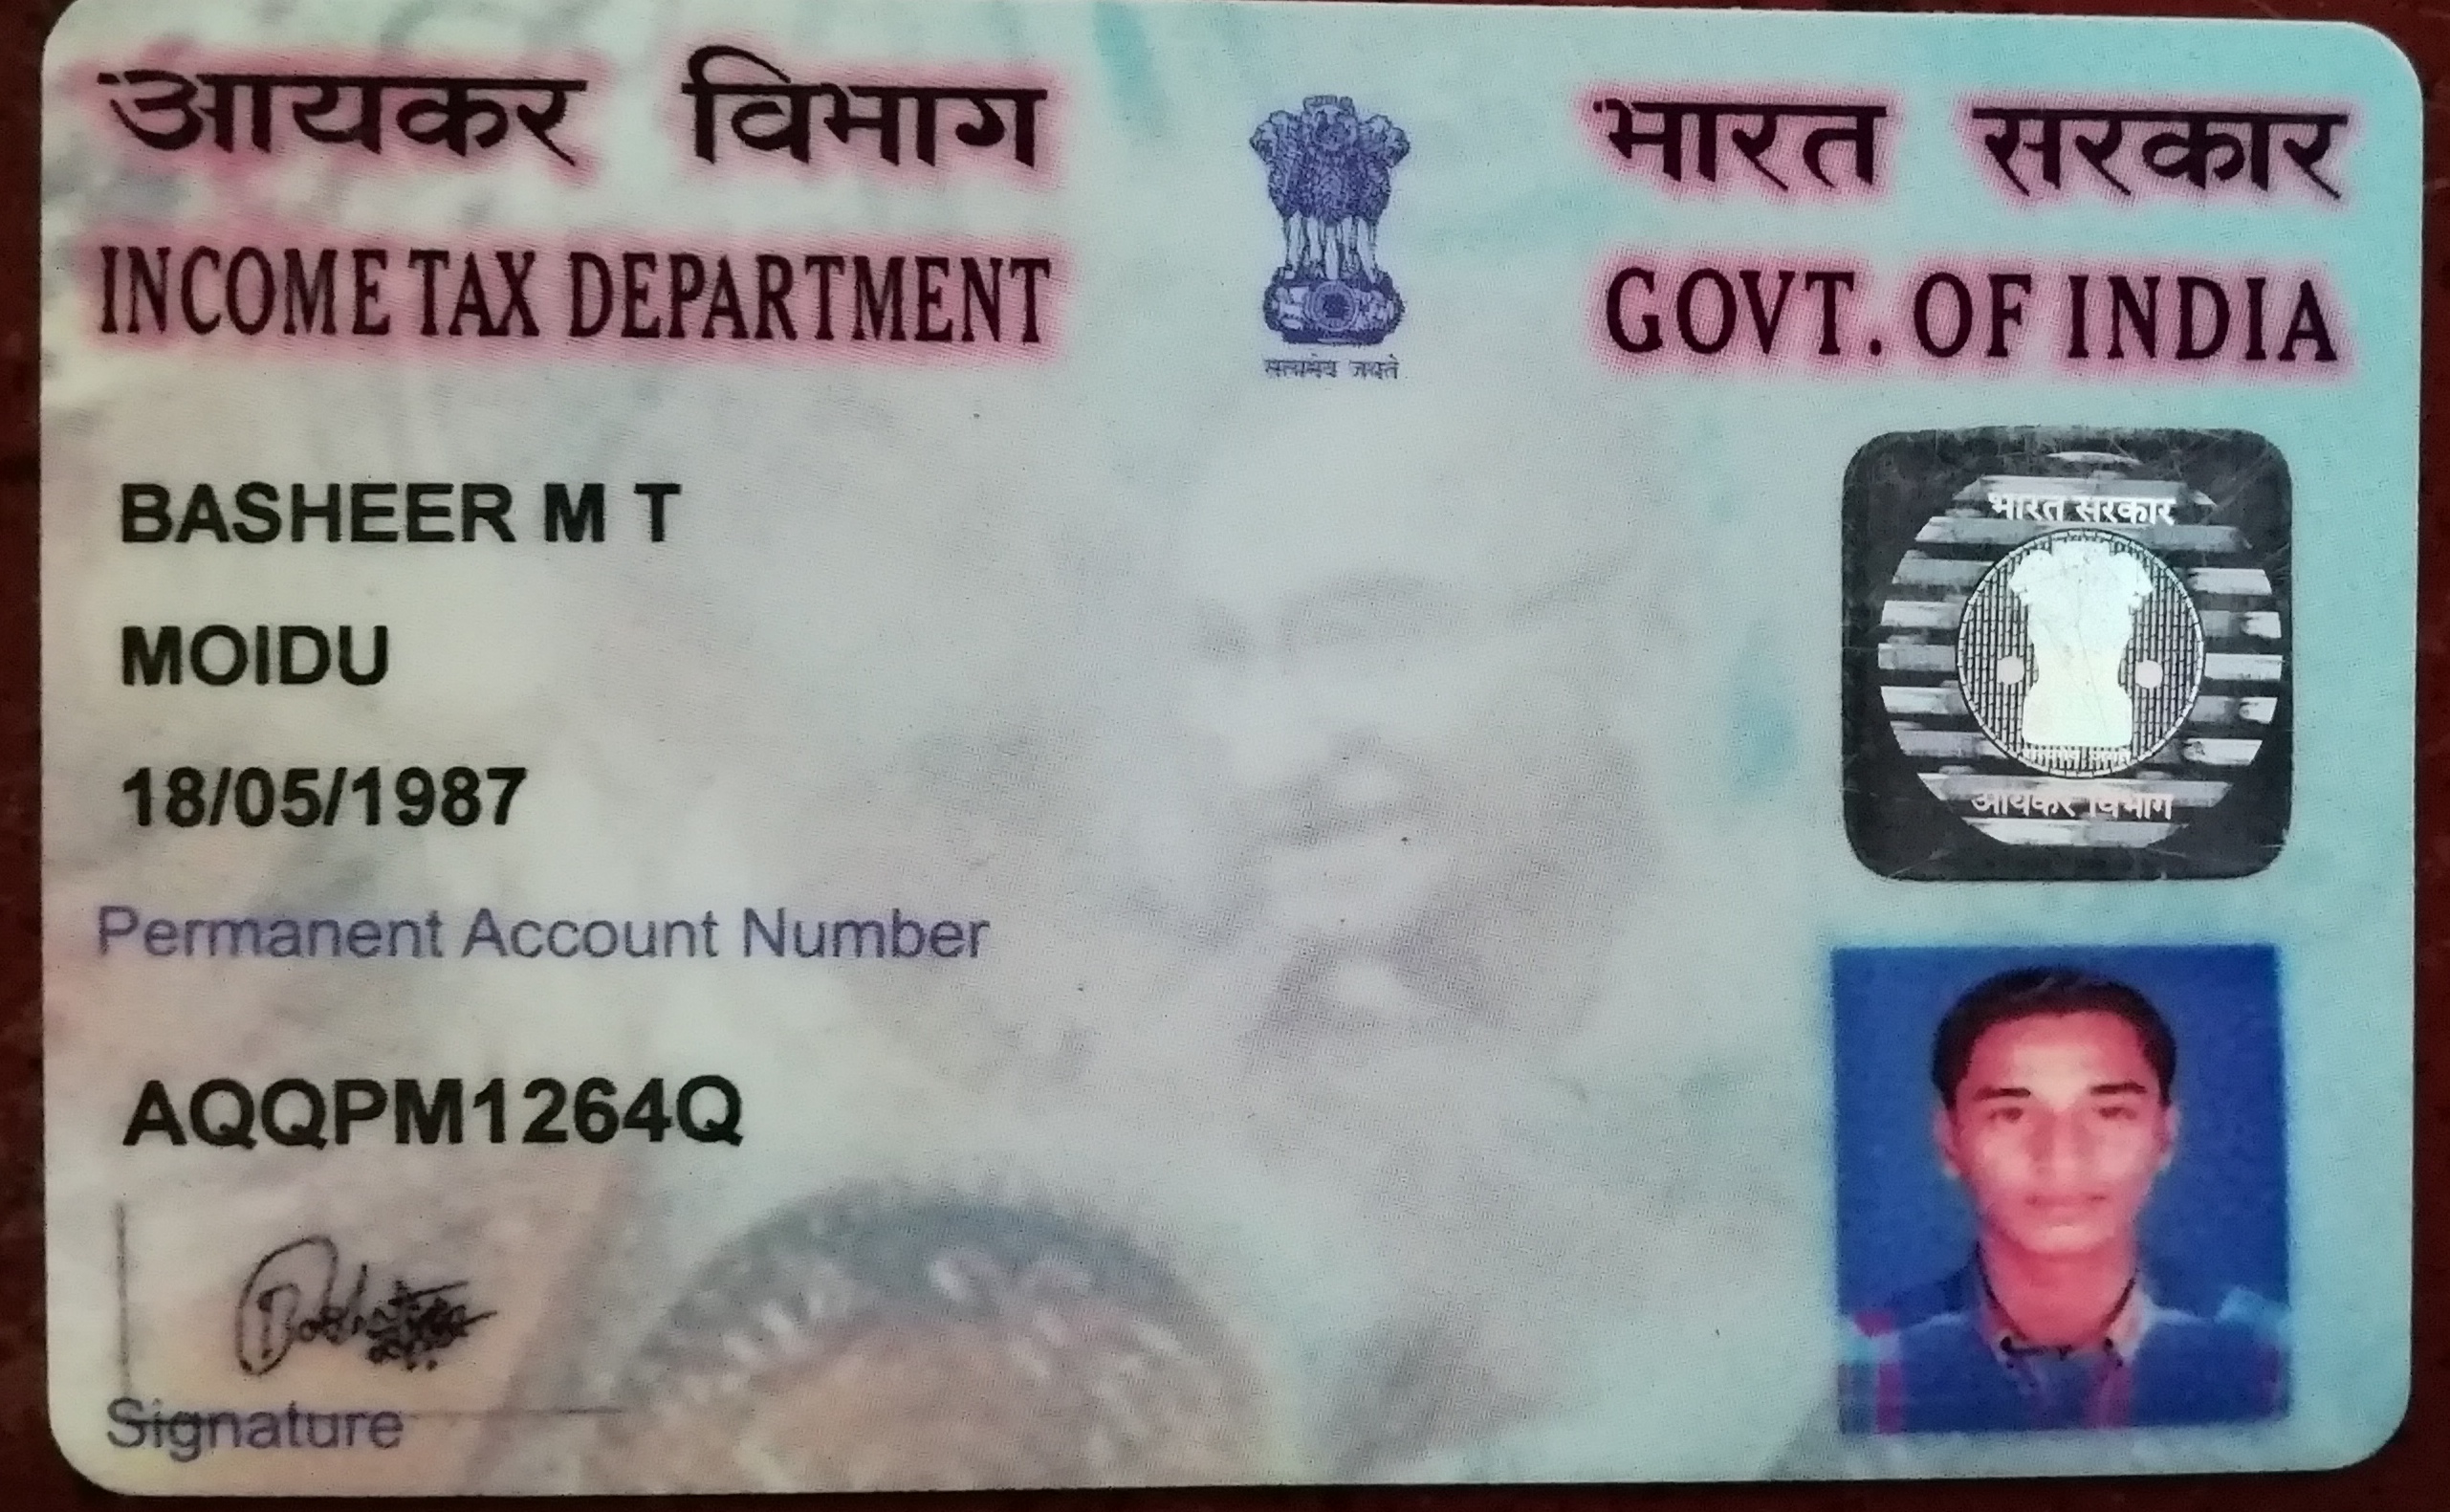 आयकर विभाग
INCOME TAX DEPARTMENT
सत्यमेव जयते
भारत सरकार
GOVT. OF INDIA
BASHEER M T
MOIDU
18/05/1987
Permanent Account Number
AQQPM1264Q
Signature
भारत सरकार
आयकर विभाग